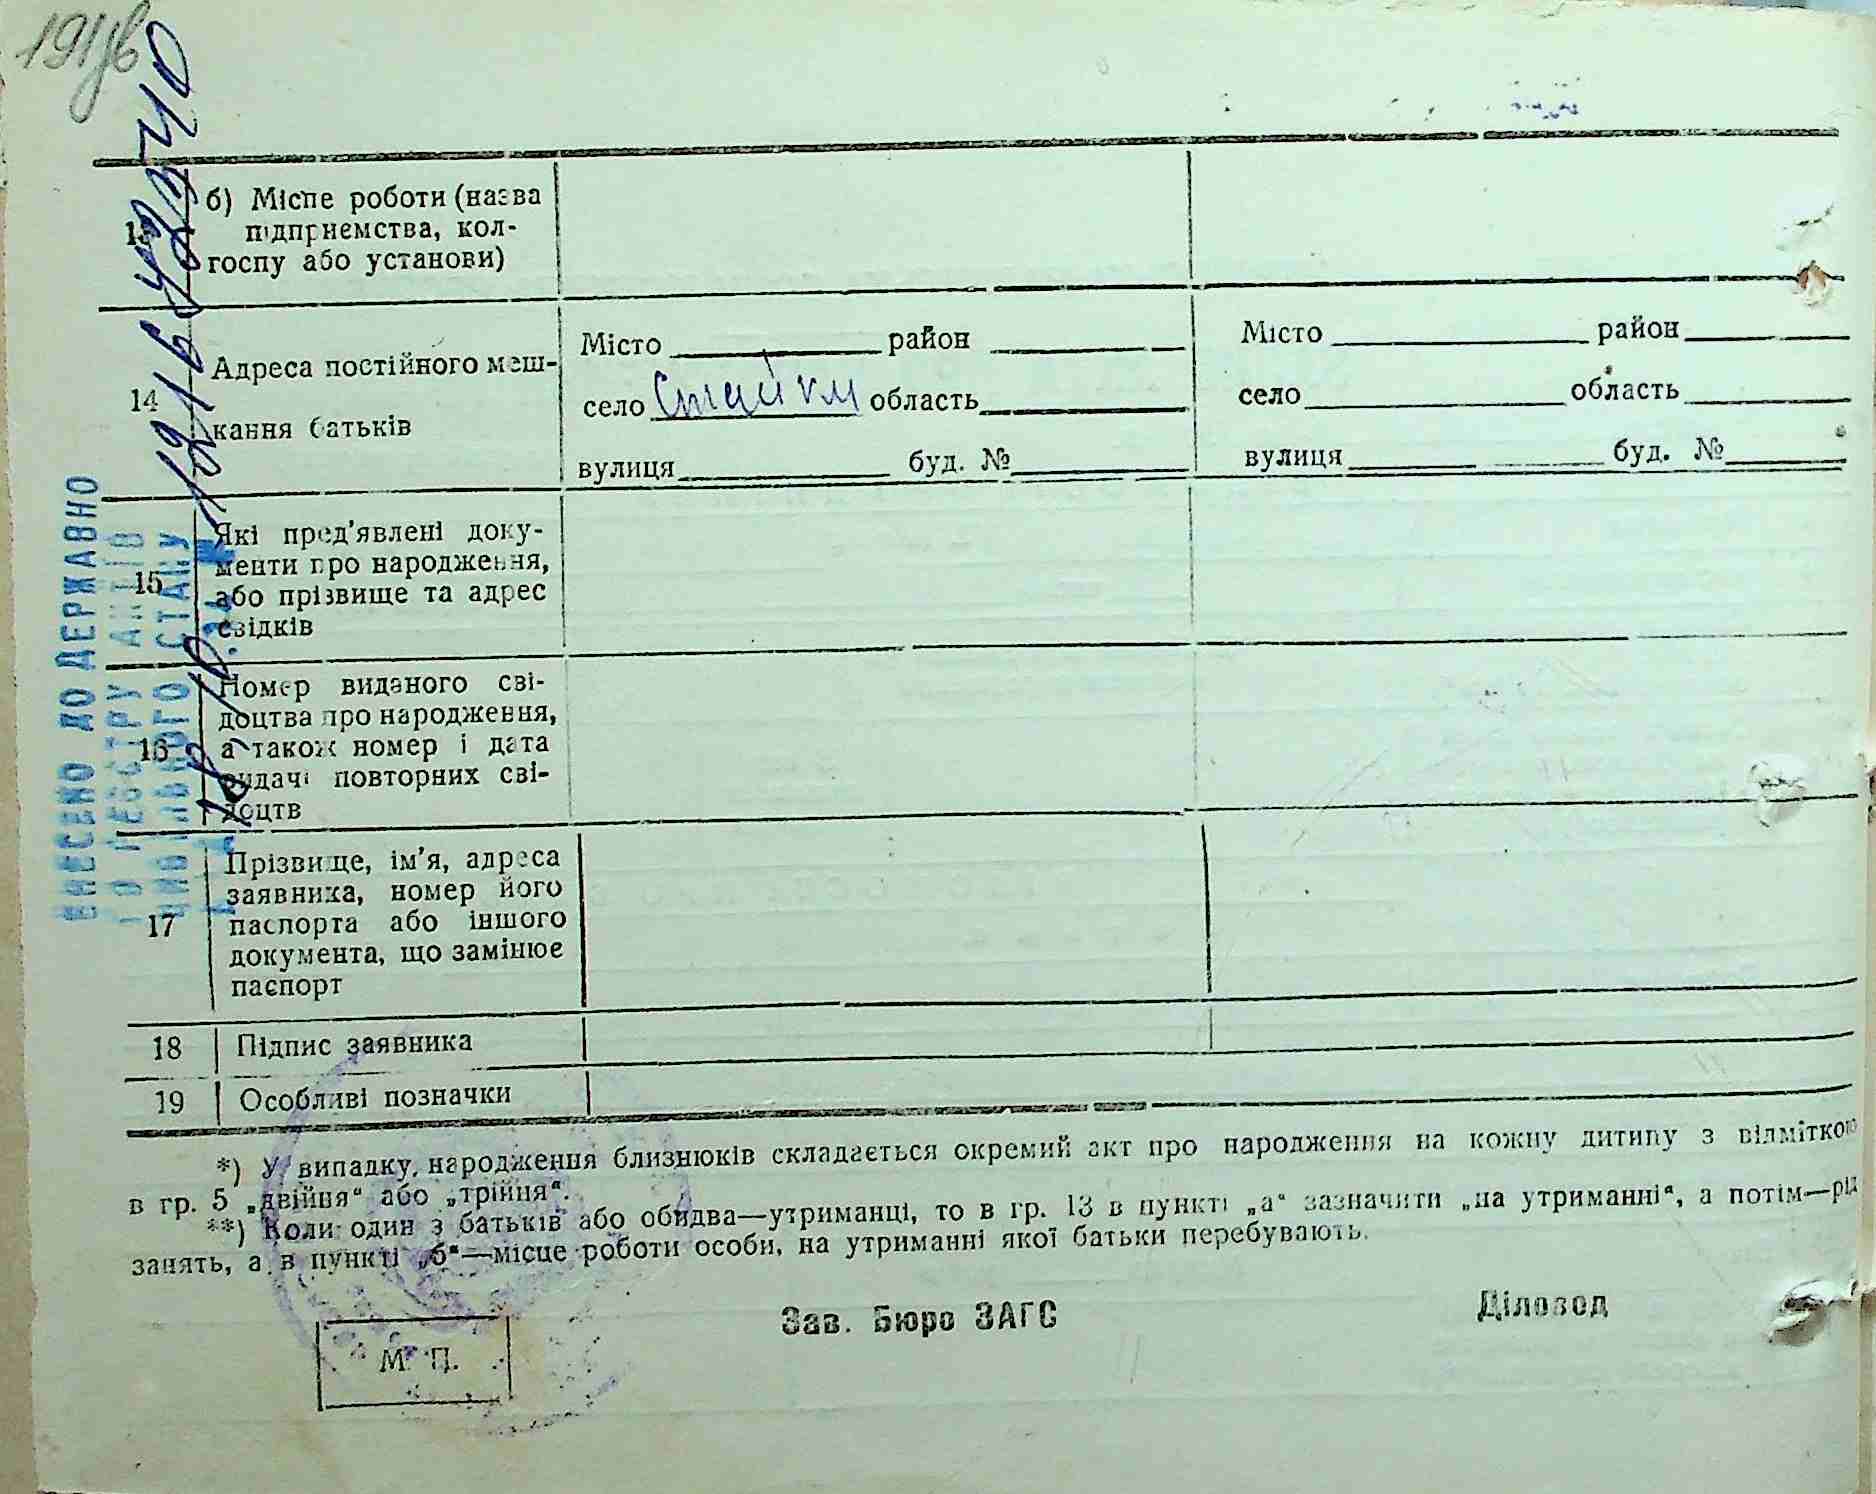 191зв
13 б) Місце роботи (назва
підприємства, кол-
госпу або установи)
14 Адреса постійного меш-
кання батьків
Місто район
село Стайки область
вулиця буд. №
Місто район
село область
вулиця буд. №
15 Які пред'явлені доку-
менти про народження,
або прізвище та адрес
свідків
16 Номер виданого сві-
доцтва про народження,
а також номер і дата
видачі повторних сві-
доцтв
17 Прізвище, ім'я, адреса
заявника, номер його
паспорта або іншого
документа, що замінює
паспорт
18 Підпис заявника
19 Особливі позначки
*) У випадку народження близнюків складається окремий акт про народження на кожну дитину з відміткою
в гр. 5 „двійня“ або „трійня“.
**) Коли один з батьків або обидва—утриманці, то в гр. 13 в пункті „а“ зазначити „на утриманні“, а потім—рід
занять, а в пункті „б“—місце роботи особи, на утриманні якої батьки перебувають.
Зав. Бюро ЗАГС
Діловод
М. П.
ВНЕСЕНО ДО ДЕРЖАВНО
ГО РЕЄСТРУ АКТІВ
ЦИВІЛЬНОГО СТАНУ